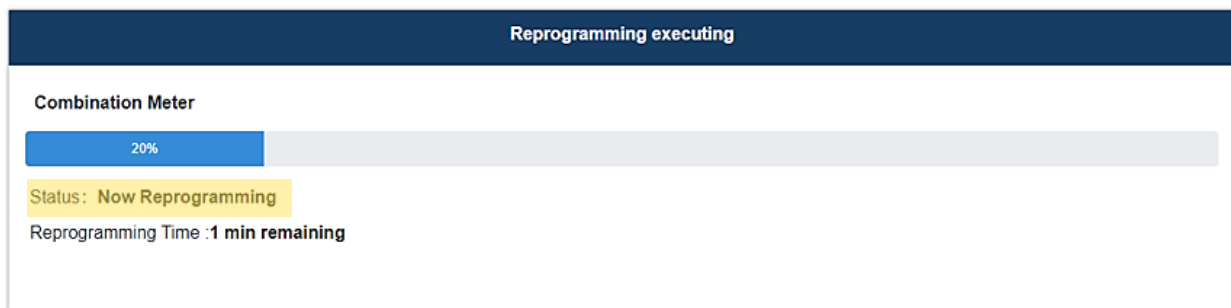 Reprogramming executing
Combination Meter
20%
Status: Now Reprogramming
Reprogramming Time :1 min remaining